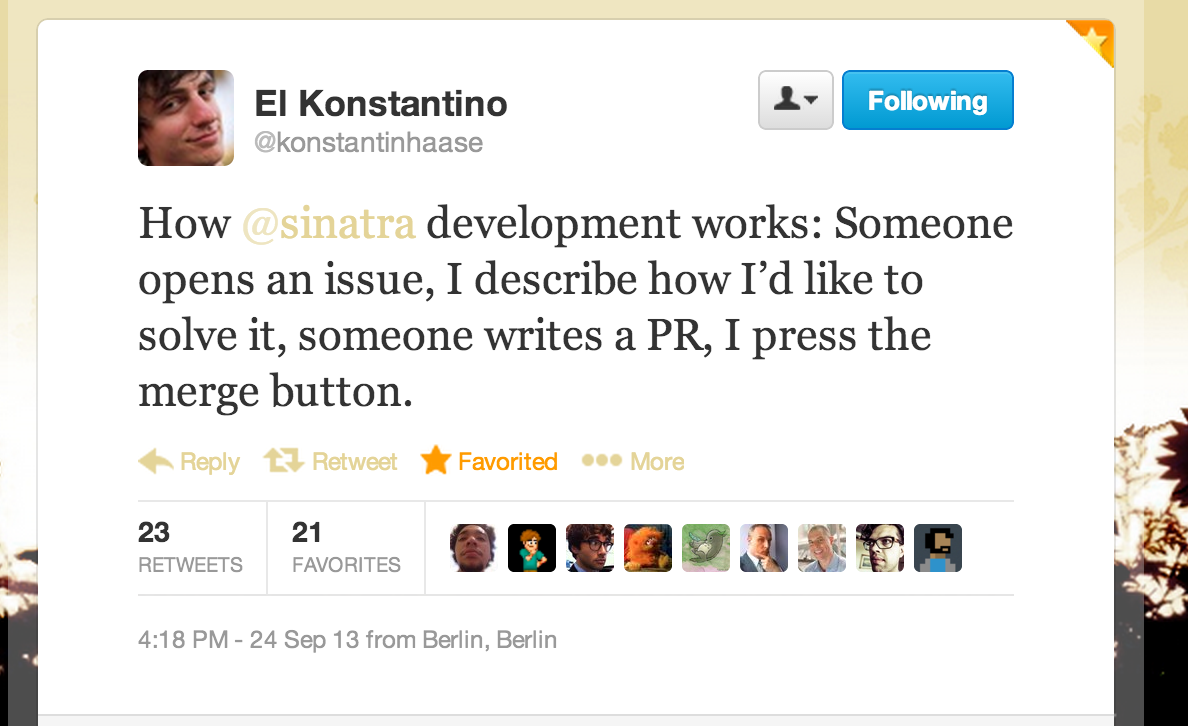 El Konstantino
@konstantinhaase
Following
How @sinatra development works: Someone
opens an issue, I describe how I’d like to
solve it, someone writes a PR, I press the
merge button.
Reply Retweet Favorited More
23 RETWEETS 21 FAVORITES
4:18 PM - 24 Sep 13 from Berlin, Berlin